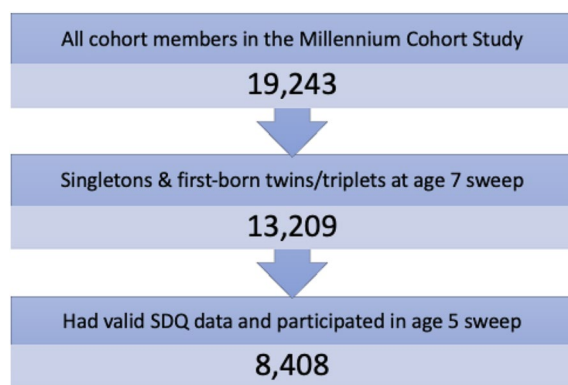 All cohort members in the Millennium Cohort Study
19,243
Singletons & first-born twins/triplets at age 7 sweep
13,209
Had valid SDQ data and participated in age 5 sweep
8,408